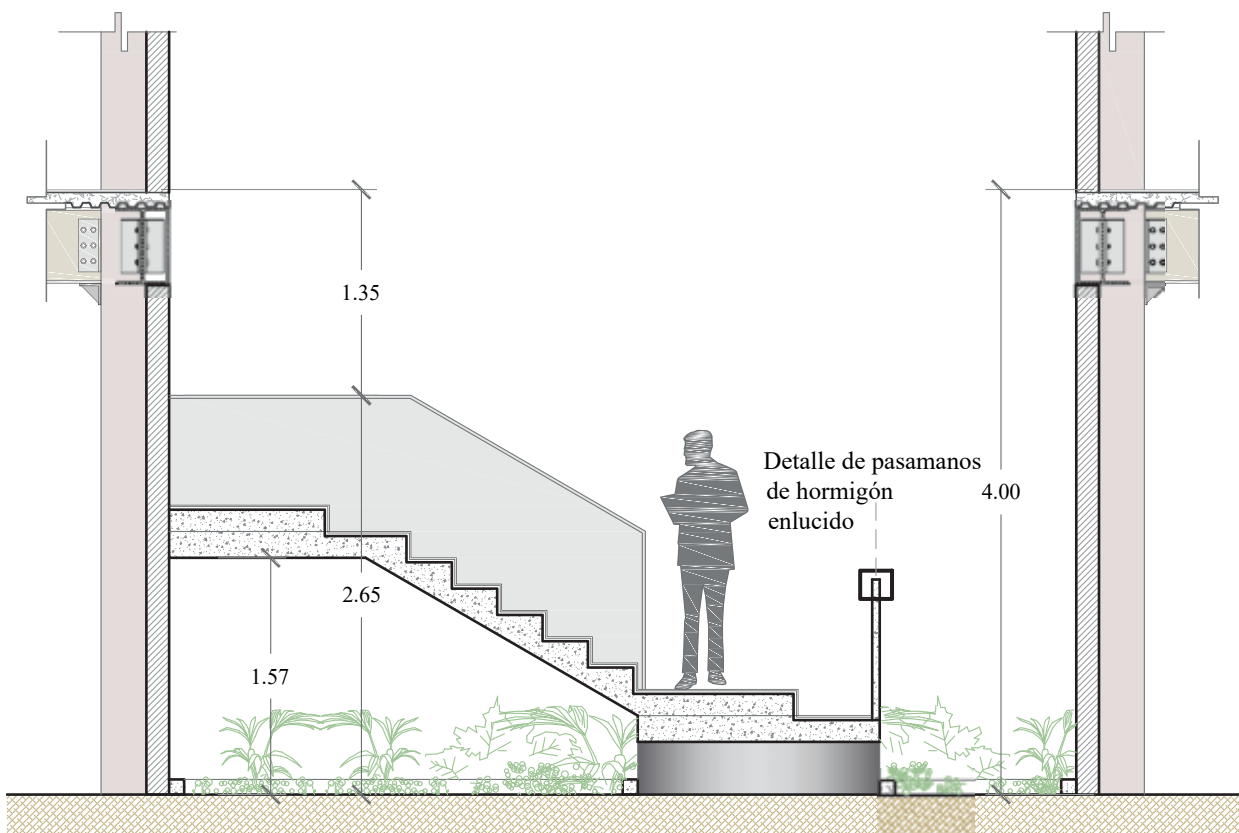 1.35
Detalle de pasamanos
de hormigón
enlucido
4.00
2.65
1.57